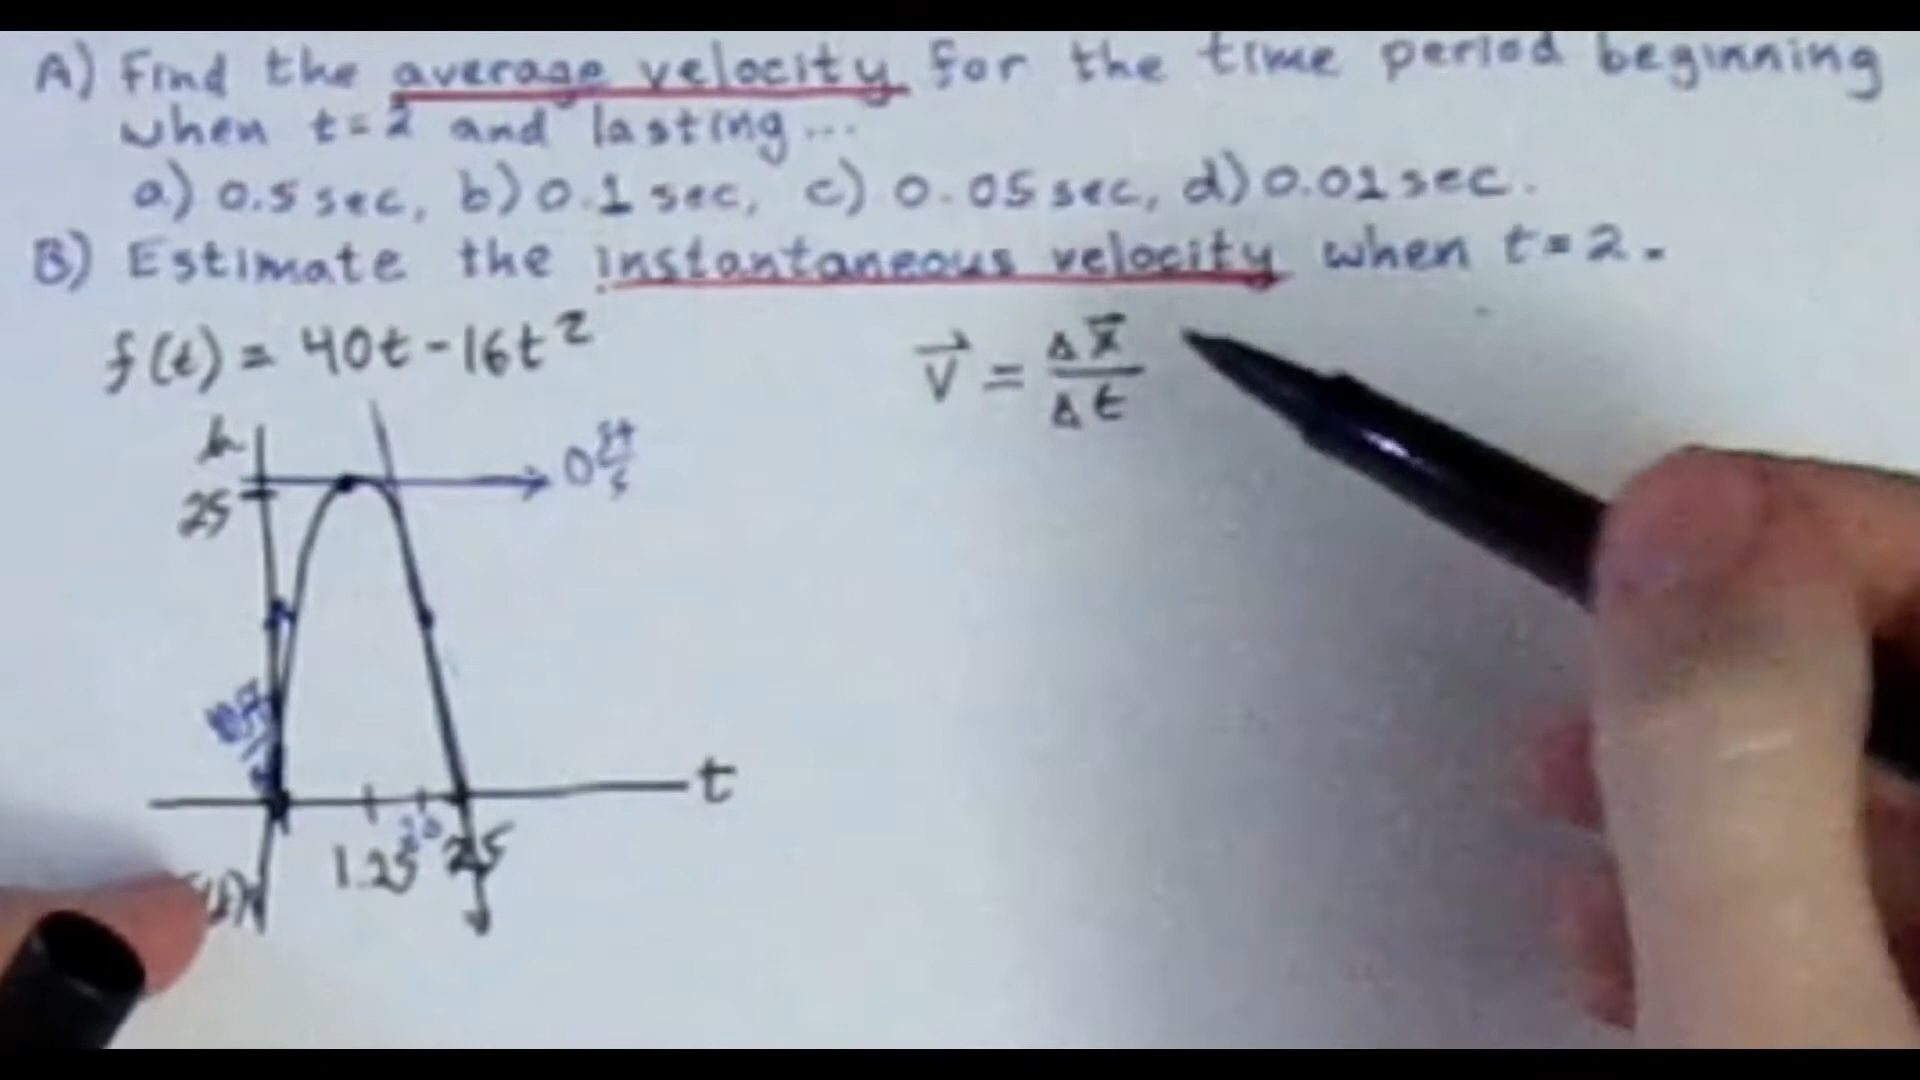 A) Find the average velocity for the time period beginning
when t=2 and lasting...
a) 0.5 sec, b) 0.1 sec, c) 0.05 sec, d) 0.01 sec.
B) Estimate the instantaneous velocity when t=2.
f(t) = 40t - 16t²
v⃗ = Δx⃗/Δt
h
0 ft/s
25
t
1.25 2.5